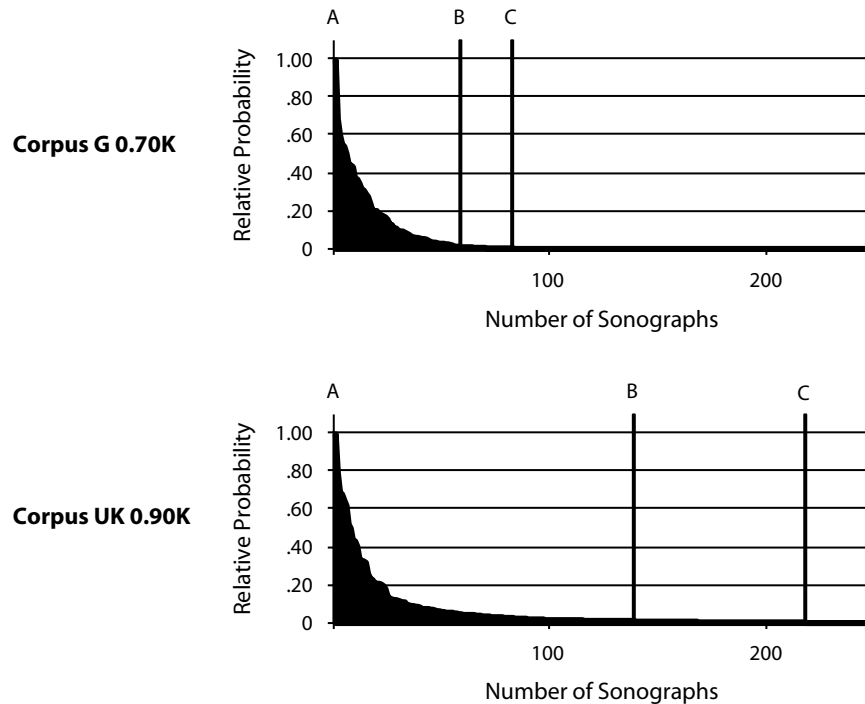 A B C
1.00
.80
.60
.40
.20
0
Relative Probability
Corpus G 0.70K
100 200
Number of Sonographs
A B C
1.00
.80
.60
.40
.20
0
Relative Probability
Corpus UK 0.90K
100 200
Number of Sonographs